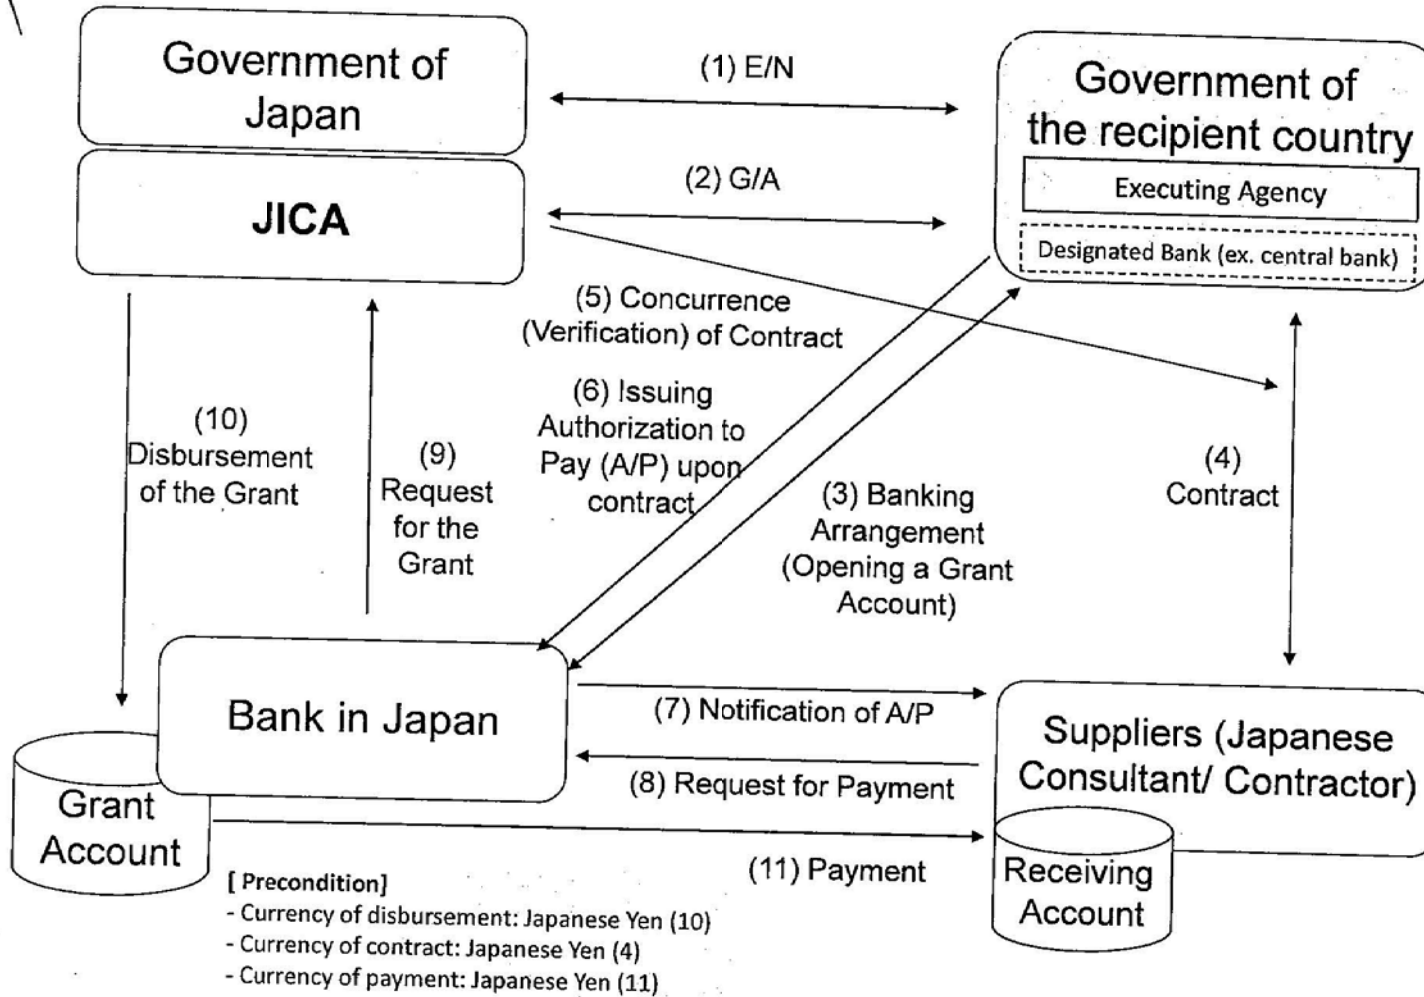 Government of
Japan
JICA
(1) E/N
(2) G/A
Government of
the recipient country
Executing Agency
Designated Bank (ex. central bank)
(5) Concurrence
(Verification) of Contract
(6) Issuing
Authorization to
Pay (A/P) upon
contract
(10)
Disbursement
of the Grant
(9)
Request
for the
Grant
(3) Banking
Arrangement
(Opening a Grant
Account)
(4)
Contract
Bank in Japan
(7) Notification of A/P
(8) Request for Payment
Suppliers (Japanese
Consultant/ Contractor)
Grant
Account
(11) Payment
Receiving
Account
[ Precondition]
- Currency of disbursement: Japanese Yen (10)
- Currency of contract: Japanese Yen (4)
- Currency of payment: Japanese Yen (11)